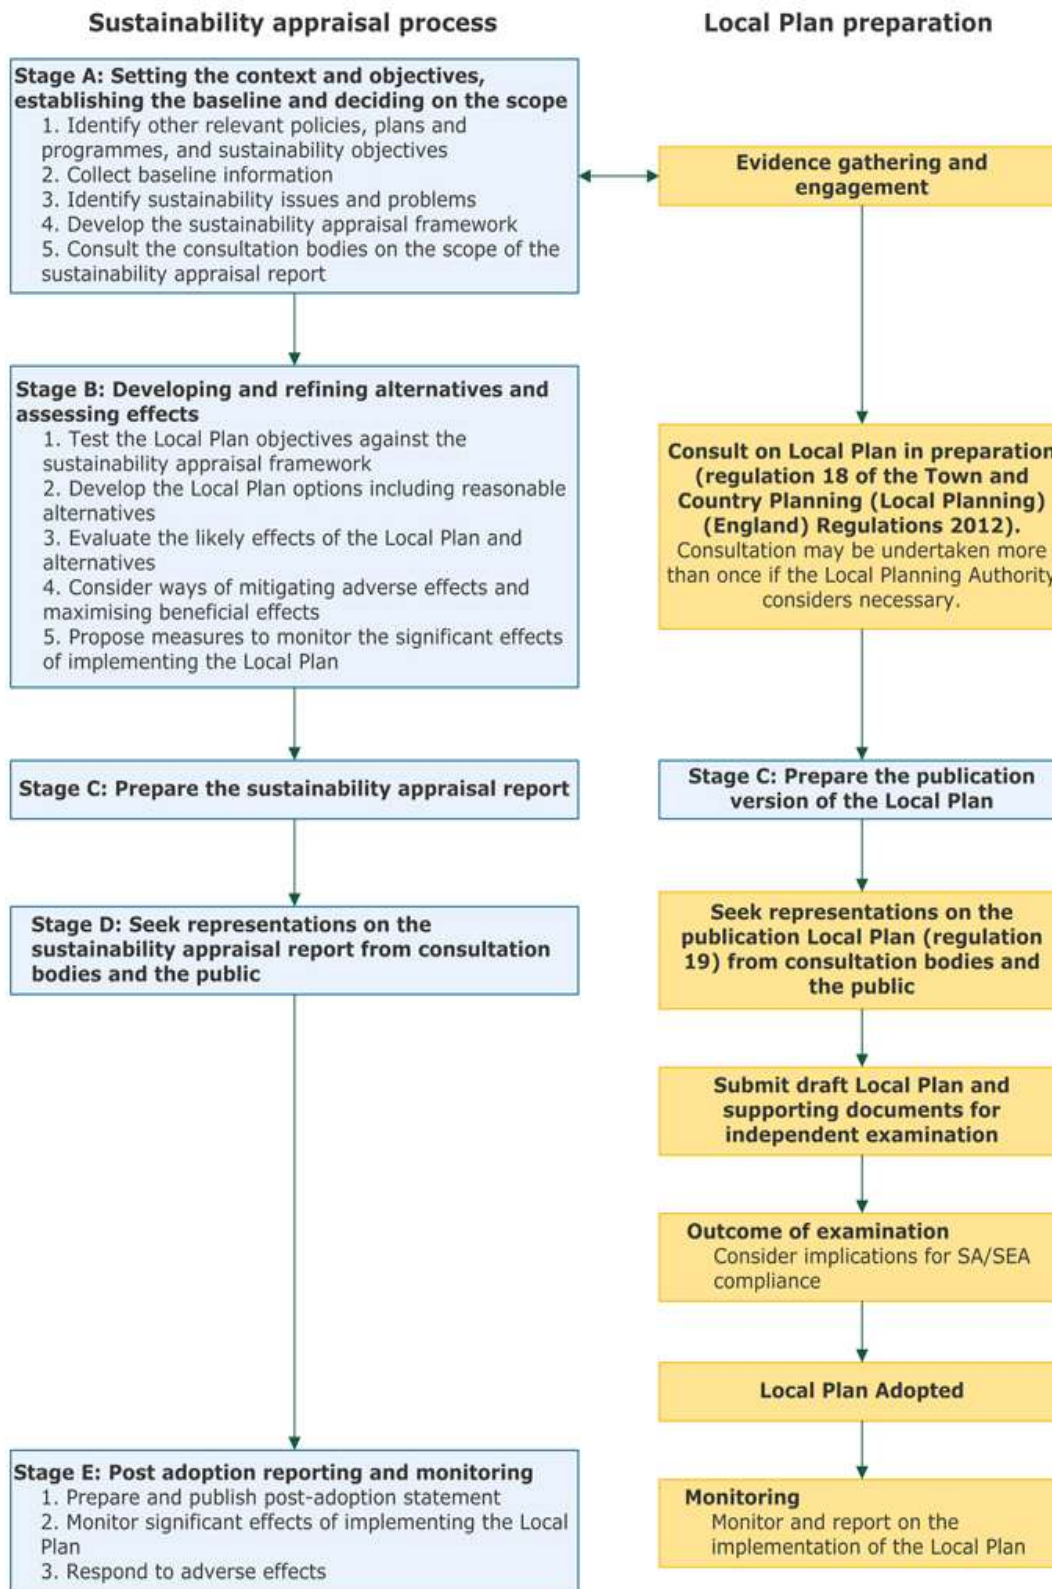 Sustainability appraisal process
Local Plan preparation
Stage A: Setting the context and objectives,
establishing the baseline and deciding on the scope
1. Identify other relevant policies, plans and
programmes, and sustainability objectives
2. Collect baseline information
3. Identify sustainability issues and problems
4. Develop the sustainability appraisal framework
5. Consult the consultation bodies on the scope of the
sustainability appraisal report
Evidence gathering and
engagement
Stage B: Developing and refining alternatives and
assessing effects
1. Test the Local Plan objectives against the
sustainability appraisal framework
2. Develop the Local Plan options including reasonable
alternatives
3. Evaluate the likely effects of the Local Plan and
alternatives
4. Consider ways of mitigating adverse effects and
maximising beneficial effects
5. Propose measures to monitor the significant effects
of implementing the Local Plan
Consult on Local Plan in preparation
(regulation 18 of the Town and
Country Planning (Local Planning)
(England) Regulations 2012).
Consultation may be undertaken more
than once if the Local Planning Authority
considers necessary.
Stage C: Prepare the sustainability appraisal report
Stage C: Prepare the publication
version of the Local Plan
Stage D: Seek representations on the
sustainability appraisal report from consultation
bodies and the public
Seek representations on the
publication Local Plan (regulation
19) from consultation bodies and
the public
Submit draft Local Plan and
supporting documents for
independent examination
Outcome of examination
Consider implications for SA/SEA
compliance
Local Plan Adopted
Stage E: Post adoption reporting and monitoring
1. Prepare and publish post-adoption statement
2. Monitor significant effects of implementing the Local
Plan
3. Respond to adverse effects
Monitoring
Monitor and report on the
implementation of the Local Plan